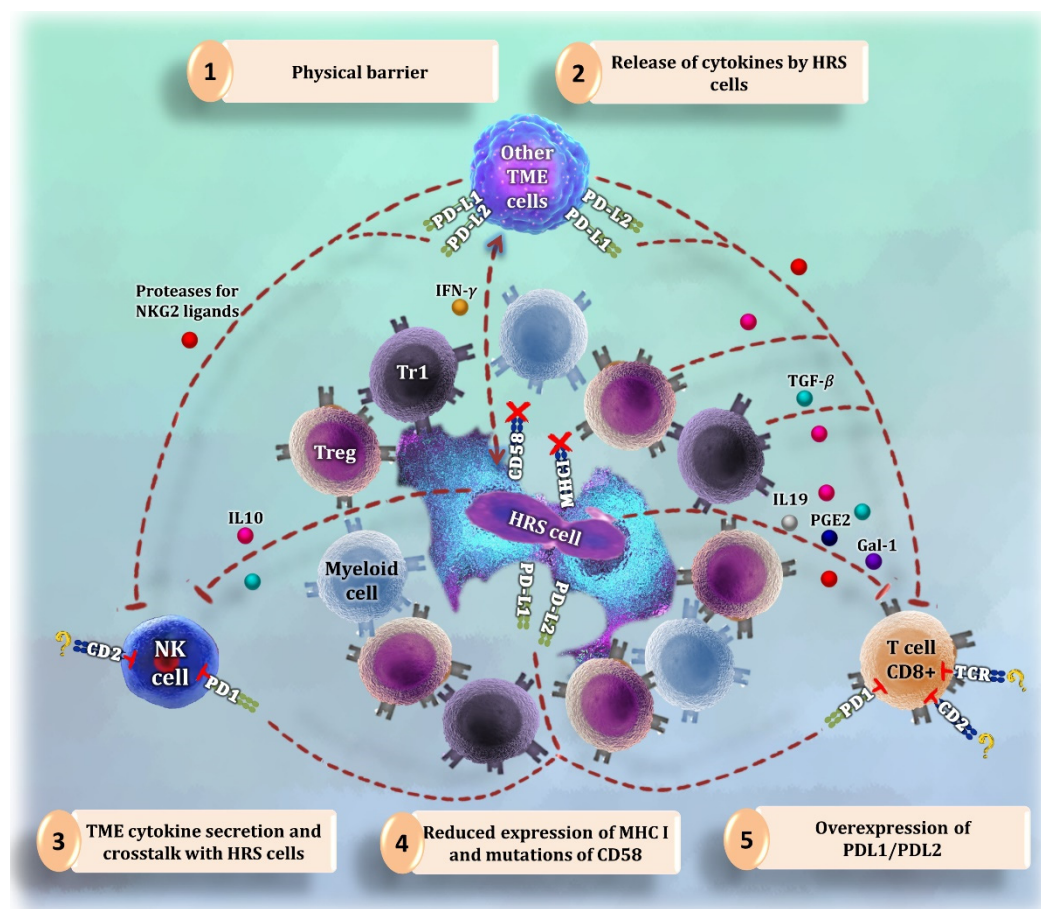 1
Physical barrier
2
Release of cytokines by HRS
cells
Other
TME
cells
PD-L1
PD-L2
PD-L2
PD-L1
Proteases for
NKG2 ligands
IFN-γ
Tr1
TGF-β
Treg
CD58
MHCI
IL19
PGE2
Gal-1
IL10
HRS cell
Myeloid
cell
PD-L1
PD-L2
? CD2
NK
cell
PD1
T cell
CD8+
TCR ?
PD1
CD2 ?
3
TME cytokine secretion and
crosstalk with HRS cells
4
Reduced expression of MHC I
and mutations of CD58
5
Overexpression of
PDL1/PDL2